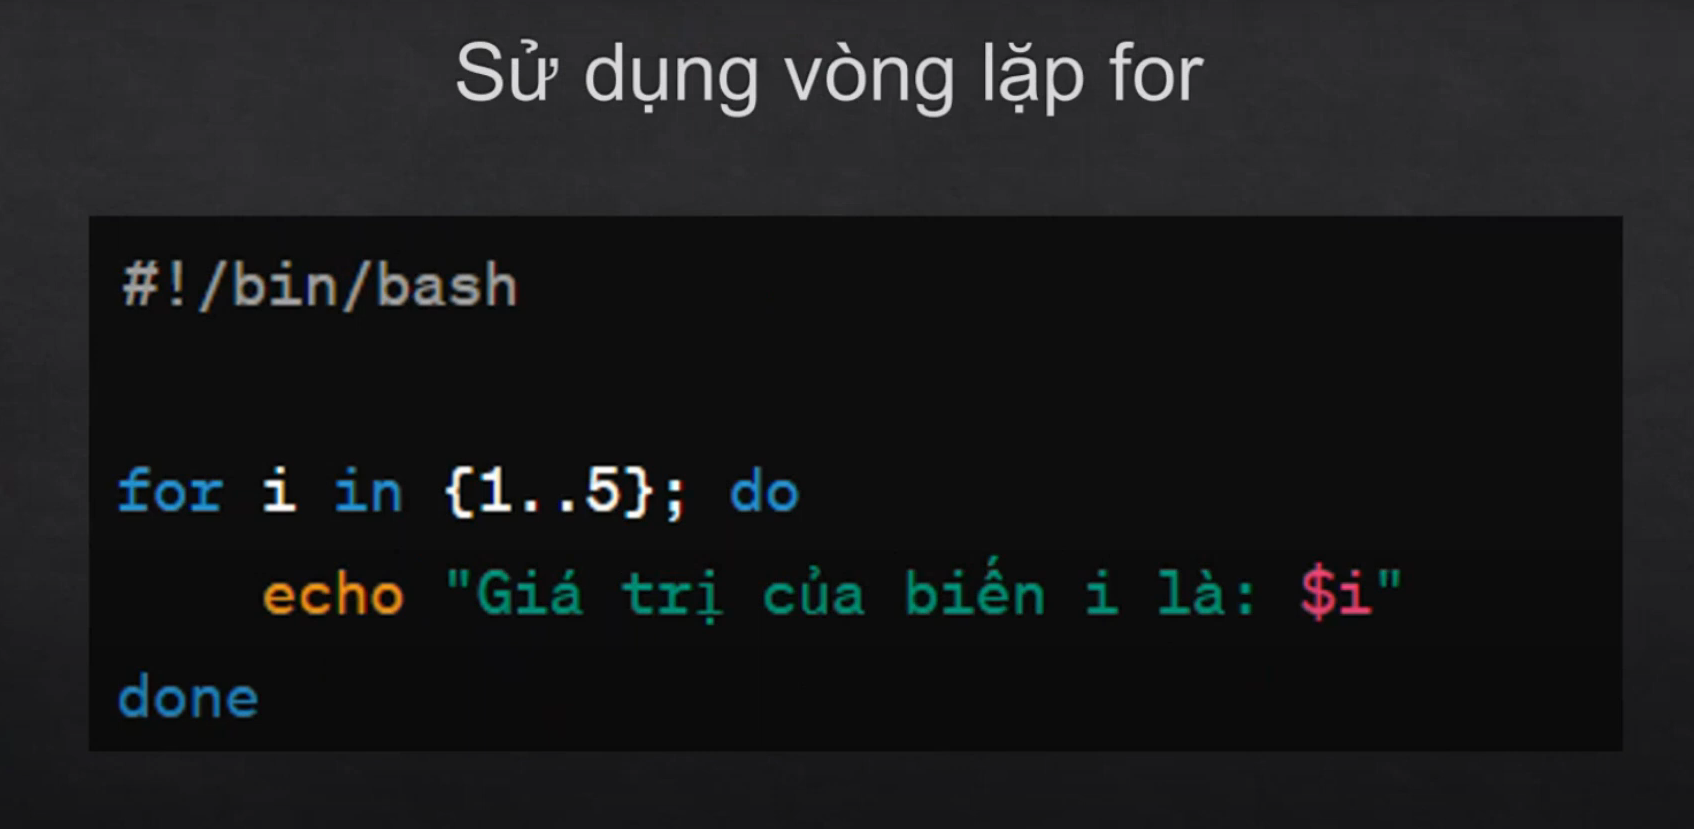 Sử dụng vòng lặp for
#!/bin/bash
for i in {1..5}; do
    echo "Giá trị của biến i là: $i"
done